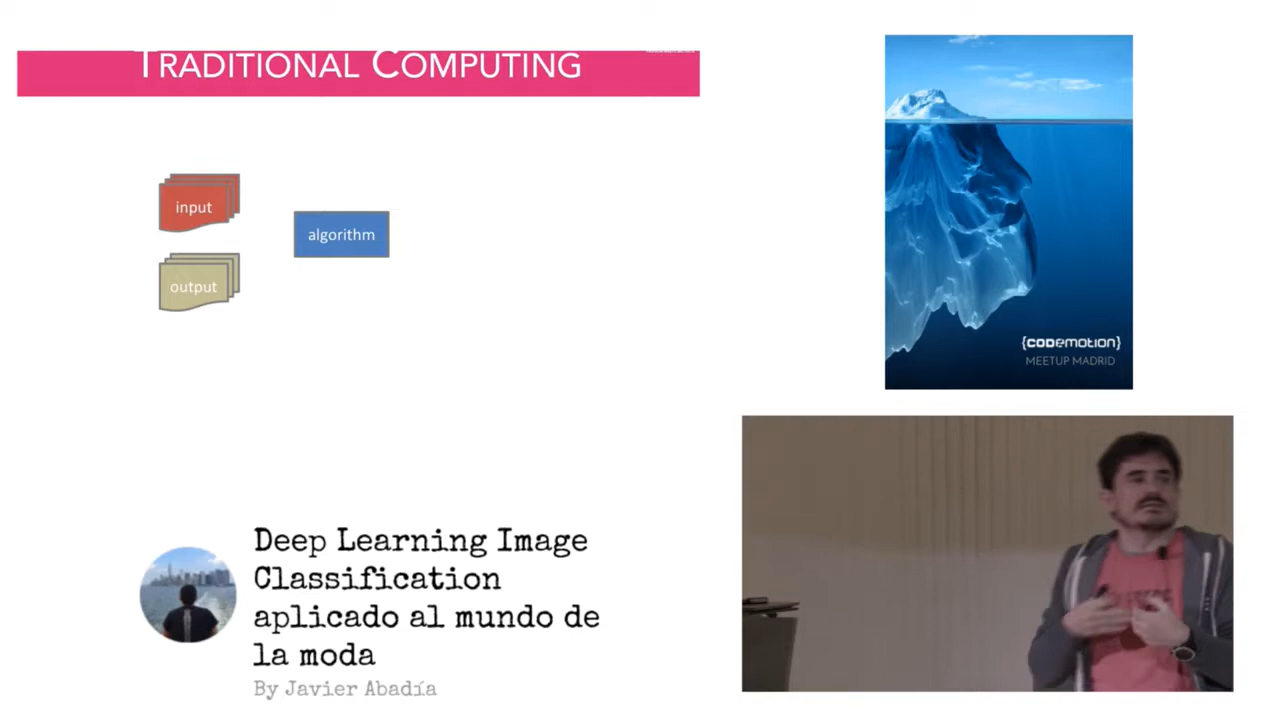 TRADITIONAL COMPUTING
input
algorithm
output
{CODEMOTION}
MEETUP MADRID
Deep Learning Image
Classification
aplicado al mundo de
la moda
By Javier Abadía